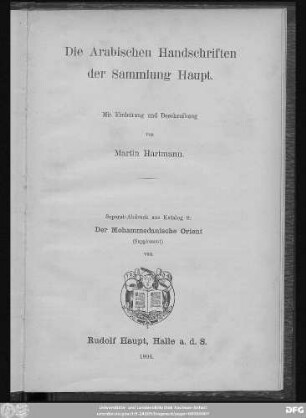 Die Arabischen Handschriften
der Sammlung Haupt.
Mit Einleitung und Beschreibung
von
Martin Hartmann.
Separat-Abdruck aus Katalog
Der Mohammedanische Orient
(Supplement)
von
Rudolf Haupt, Halle a. d. S.
DFG